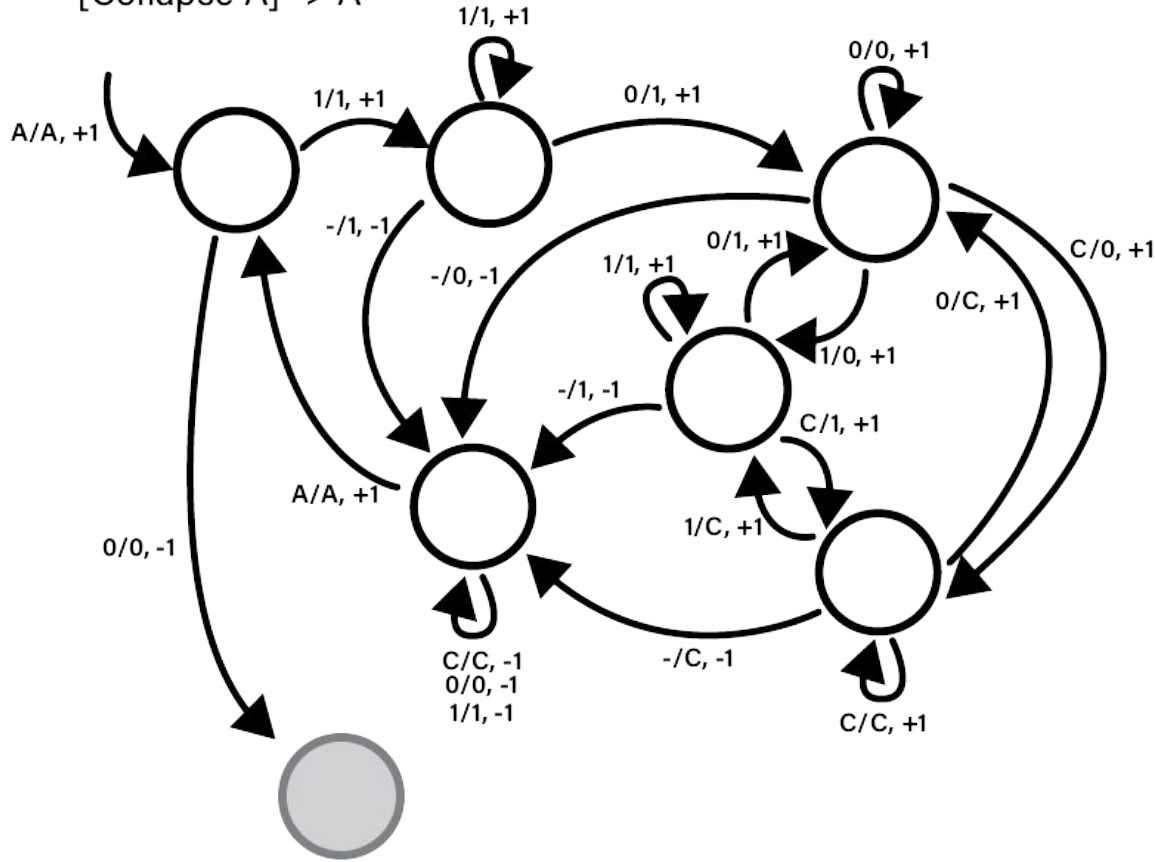 1/1, +1
0/0, +1
1/1, +1
0/1, +1
A/A, +1
-/1, -1
0/1, +1
C/0, +1
1/1, +1
-/0, -1
0/C, +1
1/0, +1
-/1, -1
C/1, +1
A/A, +1
1/C, +1
0/0, -1
C/C, -1
0/0, -1
1/1, -1
-/C, -1
C/C, +1